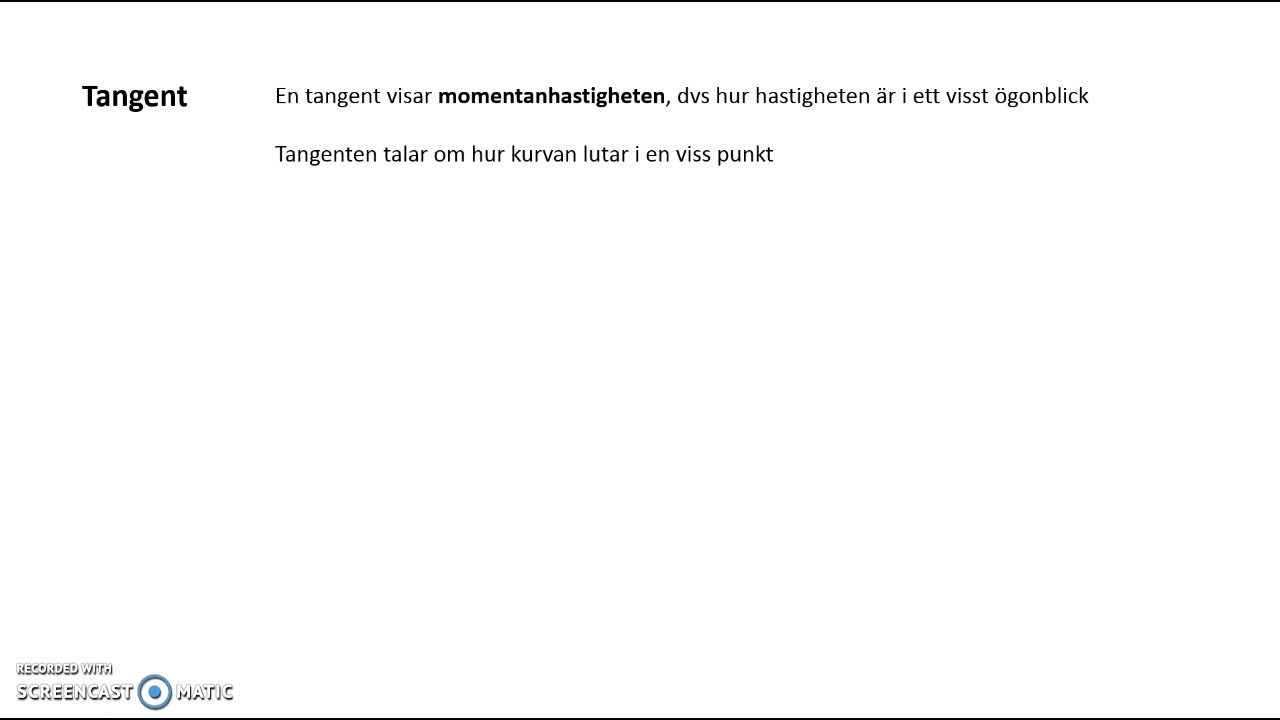 Tangent
En tangent visar momentanhastigheten, dvs hur hastigheten är i ett visst ögonblick
Tangenten talar om hur kurvan lutar i en viss punkt
RECORDED WITH
SCREENCAST MATIC